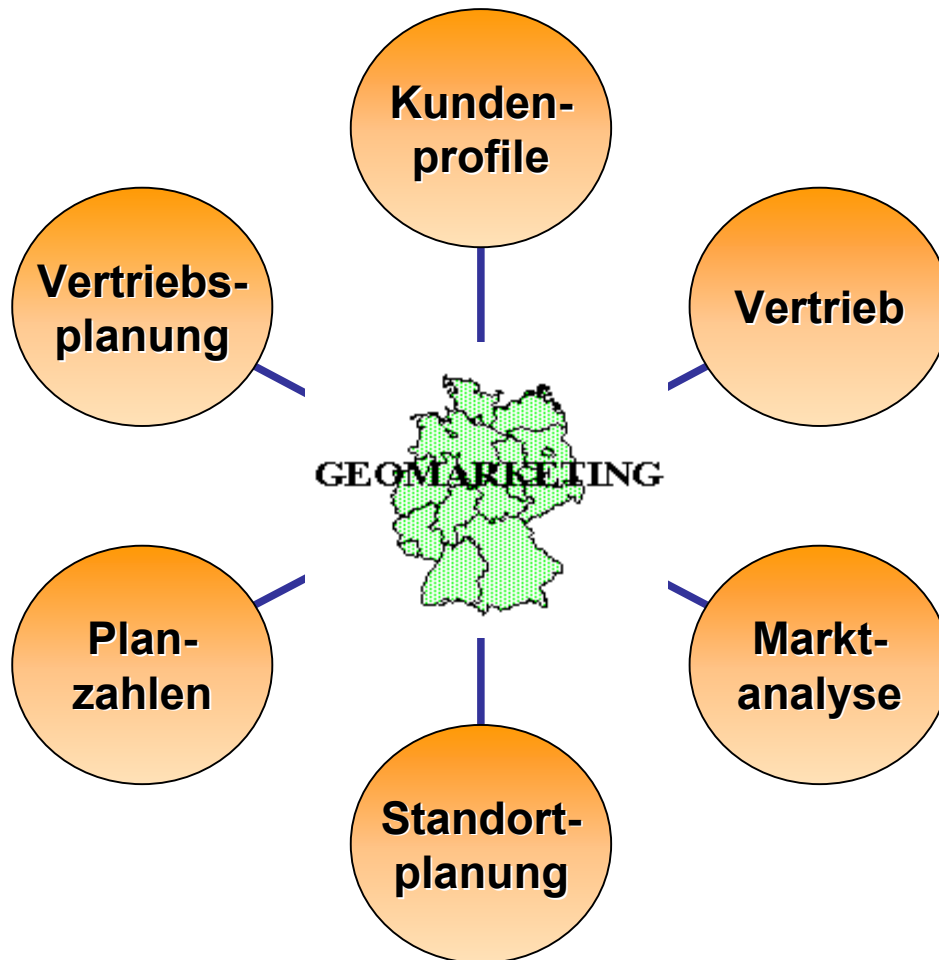 Kunden-
profile
Vertriebs-
planung
Vertrieb
GEOMARKETING
Plan-
zahlen
Markt-
analyse
Standort-
planung